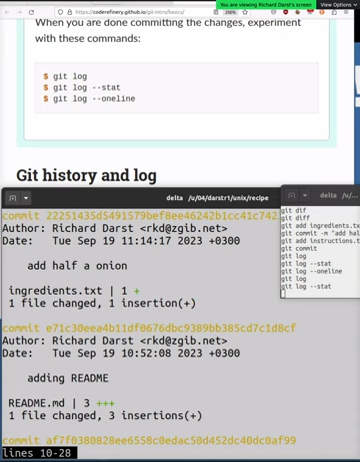 You are viewing Richard Darst's screen
View Options
https://coderefinery.github.io/git-intro/basics/
When you are done committing the changes, experiment
with these commands:
$ git log
$ git log --stat
$ git log --oneline
Git history and log
delta /u/04/darstr1/unix/recipe
commit 22251435d5491579bef8ee46242b1cc41c742
Author: Richard Darst <rkd@zgib.net>
Date:   Tue Sep 19 11:14:17 2023 +0300
add half a onion
ingredients.txt | 1 +
1 file changed, 1 insertion(+)
commit e71c30eea4b11df0676dbc9389bb385cd7c1d8cf
Author: Richard Darst <rkd@zgib.net>
Date:   Tue Sep 19 10:52:08 2023 +0300
adding README
README.md | 3 +++
1 file changed, 3 insertions(+)
commit af7f0380828ee6558c0edac50d452dc40dc0af99
lines 10-28
delta /u/
git dif
git diff
git add ingredients.tx
git commit -m "add hal
git add instructions.t
git commit
git log
git log --stat
git log --oneline
git log
git log --stat